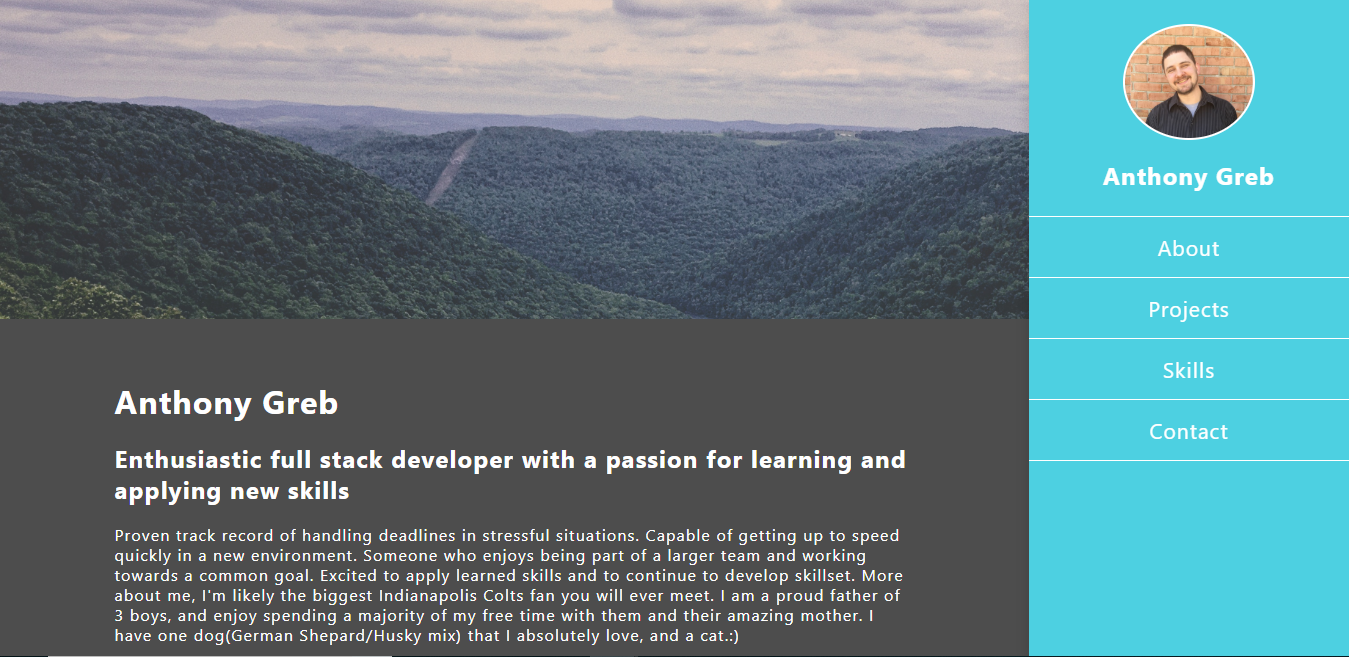 Anthony Greb
About
Projects
Skills
Contact
Anthony Greb
Enthusiastic full stack developer with a passion for learning and
applying new skills
Proven track record of handling deadlines in stressful situations. Capable of getting up to speed
quickly in a new environment. Someone who enjoys being part of a larger team and working
towards a common goal. Excited to apply learned skills and to continue to develop skillset. More
about me, I'm likely the biggest Indianapolis Colts fan you will ever meet. I am a proud father of
3 boys, and enjoy spending a majority of my free time with them and their amazing mother. I
have one dog(German Shepard/Husky mix) that I absolutely love, and a cat.:)